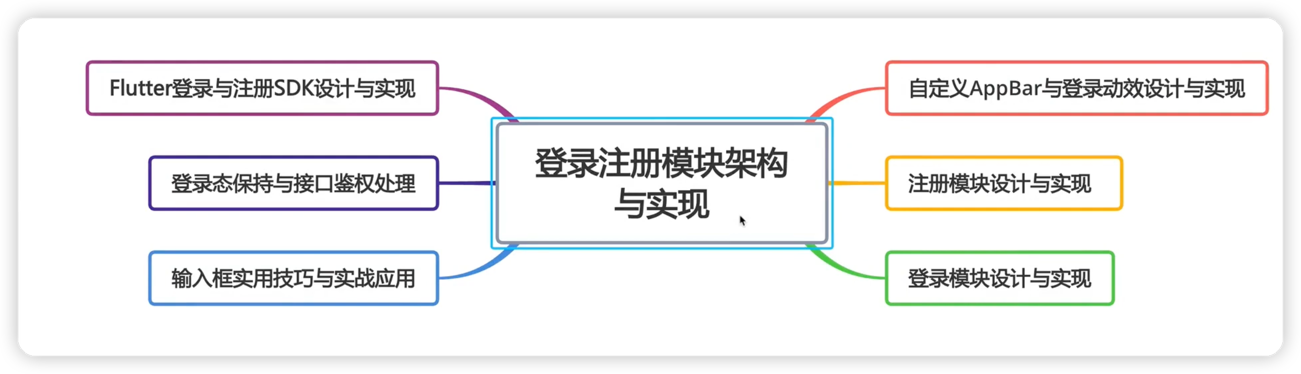 Flutter登录与注册SDK设计与实现
登录态保持与接口鉴权处理
输入框实用技巧与实战应用
登录注册模块架构
与实现
自定义AppBar与登录动效设计与实现
注册模块设计与实现
登录模块设计与实现